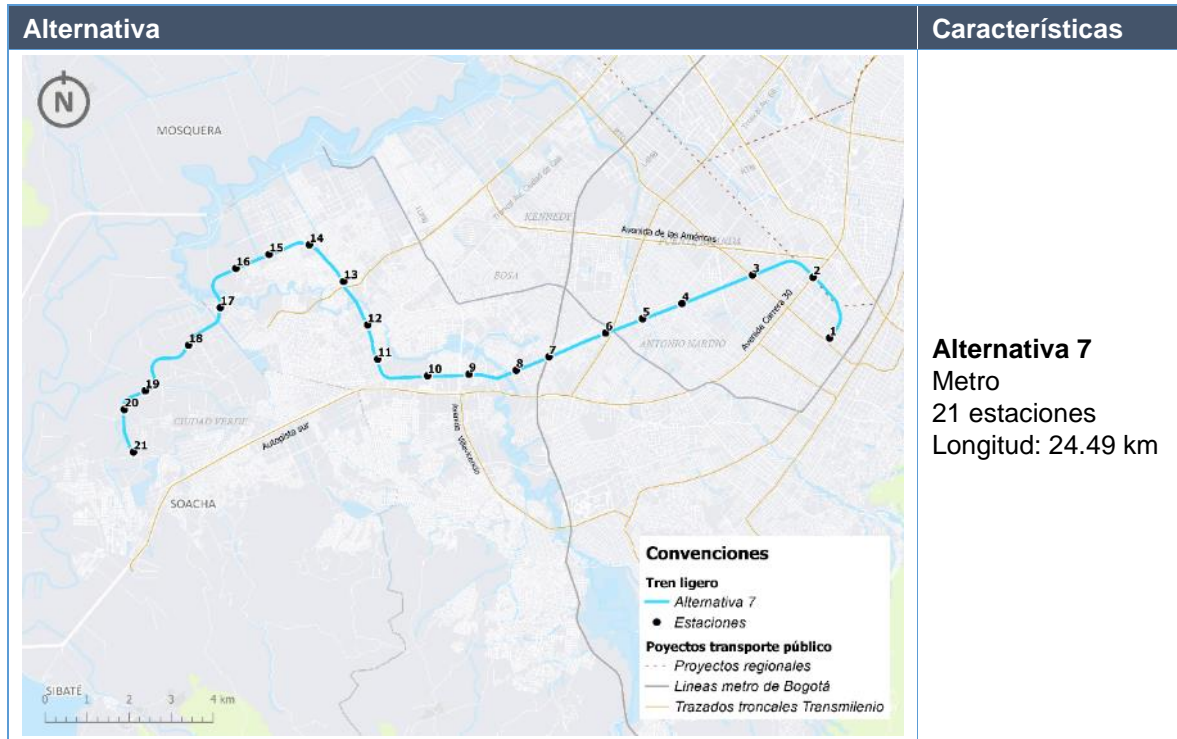 Alternativa
Características
N
MOSQUERA
KENNEDY
Avenida de las Américas
PUENTE ARANDA
BOSA
ANTONIO NARIÑO
Avenida Carrera 30
14
15
16
13
17
12
18
11
10
9
8
7
6
5
4
3
2
1
19
20
21
CIUDAD VERDE
Autopista sur
SOACHA
SIBATÉ
0 1 2 3 4 km
Convenciones
Tren ligero
Alternativa 7
Estaciones
Poyectos transporte público
Proyectos regionales
Lineas metro de Bogotá
Trazados troncales Transmilenio
Alternativa 7
Metro
21 estaciones
Longitud: 24.49 km